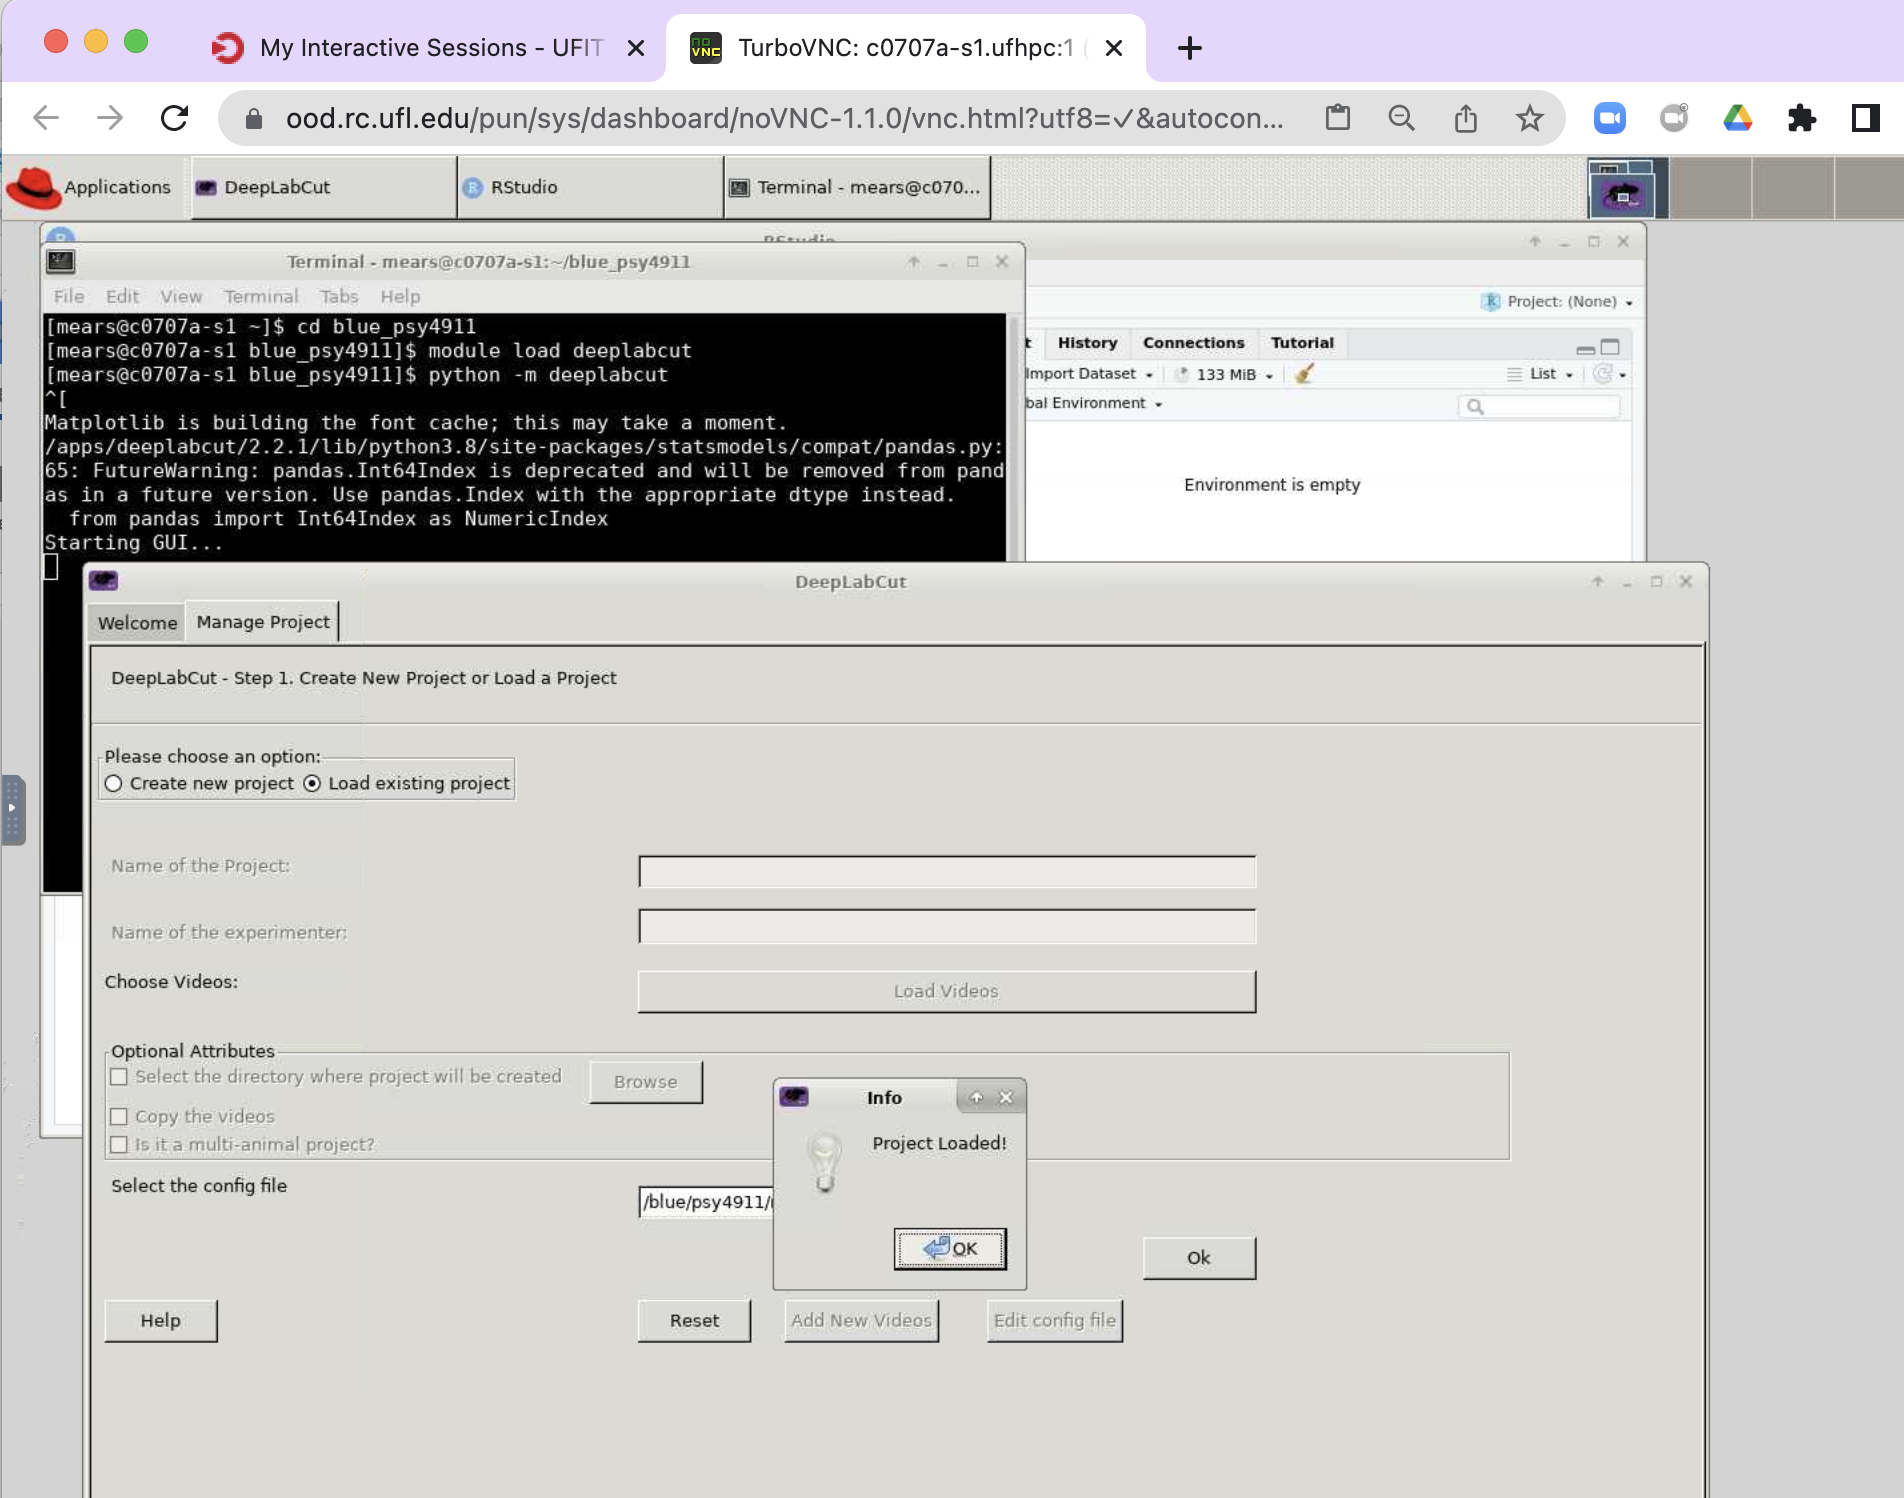 My Interactive Sessions - UFIT
TurboVNC: c0707a-s1.ufhpc:1 (
ood.rc.ufl.edu/pun/sys/dashboard/noVNC-1.1.0/vnc.html?utf8=✓&autocon...
Applications
DeepLabCut
RStudio
Terminal - mears@c070...
RStudio
Terminal - mears@c0707a-s1:~/blue_psy4911
File Edit View Terminal Tabs Help
Project: (None)
[mears@c0707a-s1 ~]$ cd blue_psy4911
[mears@c0707a-s1 blue_psy4911]$ module load deeplabcut
[mears@c0707a-s1 blue_psy4911]$ python -m deeplabcut
^[
Matplotlib is building the font cache; this may take a moment.
/apps/deeplabcut/2.2.1/lib/python3.8/site-packages/statsmodels/compat/pandas.py:
65: FutureWarning: pandas.Int64Index is deprecated and will be removed from pand
as in a future version. Use pandas.Index with the appropriate dtype instead.
  from pandas import Int64Index as NumericIndex
Starting GUI...
t History Connections Tutorial
Import Dataset 133 MiB List
bal Environment
Environment is empty
DeepLabCut
Welcome Manage Project
DeepLabCut - Step 1. Create New Project or Load a Project
Please choose an option:
Create new project Load existing project
Name of the Project:
Name of the experimenter:
Choose Videos:
Load Videos
Optional Attributes
Select the directory where project will be created
Browse
Copy the videos
Is it a multi-animal project?
Select the config file
/blue/psy4911/
Info
Project Loaded!
OK
Ok
Help
Reset
Add New Videos
Edit config file